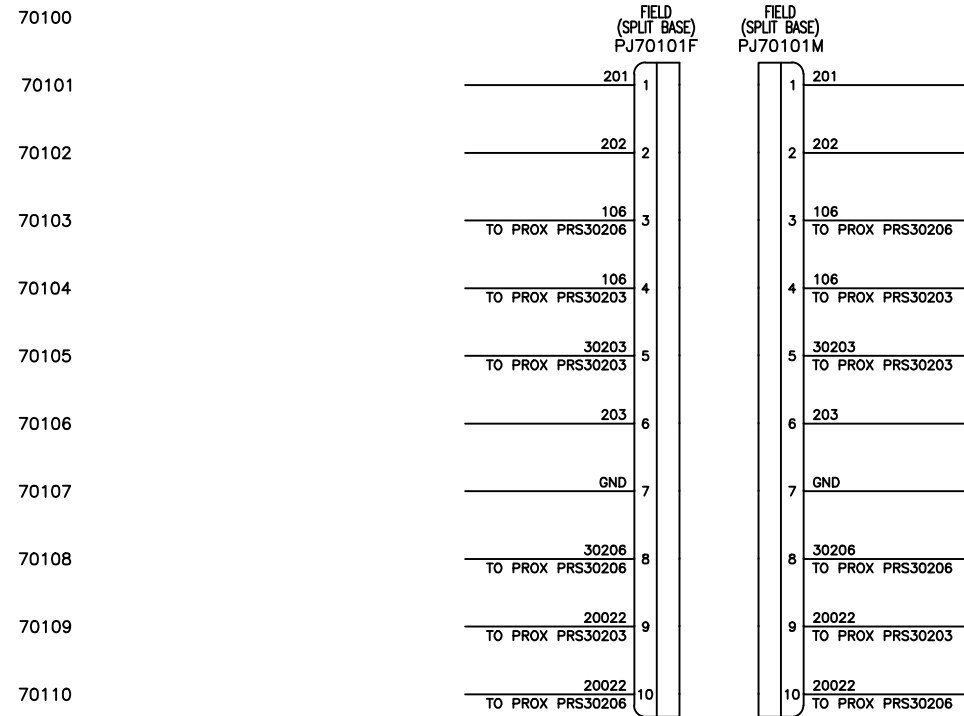 70100
FIELD
(SPLIT BASE)
PJ70101F
FIELD
(SPLIT BASE)
PJ70101M
70101
201
1
1
201
70102
202
2
2
202
70103
106
TO PROX PRS30206
3
3
106
TO PROX PRS30206
70104
106
TO PROX PRS30203
4
4
106
TO PROX PRS30203
70105
30203
TO PROX PRS30203
5
5
30203
TO PROX PRS30203
70106
203
6
6
203
70107
GND
7
7
GND
70108
30206
TO PROX PRS30206
8
8
30206
TO PROX PRS30206
70109
20022
TO PROX PRS30203
9
9
20022
TO PROX PRS30203
70110
20022
TO PROX PRS30206
10
10
20022
TO PROX PRS30206